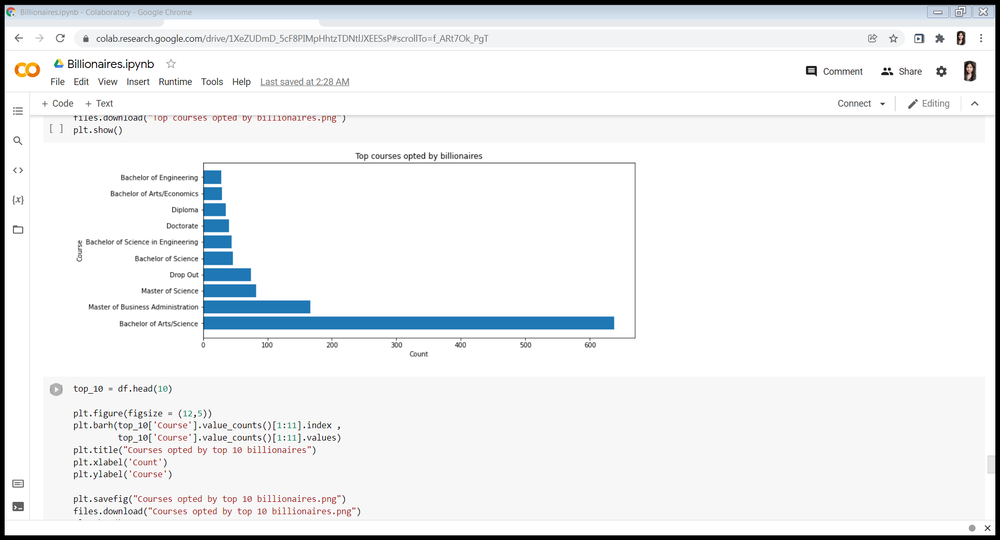 Billionaires.ipynb - Colaboratory - Google Chrome
colab.research.google.com/drive/1XeZUDmD_5cF8PIMpHhtzTDNtlJXEESsP#scrollTo=f_ARt7Ok_PgT
Billionaires.ipynb
Comment Share
File Edit View Insert Runtime Tools Help Last saved at 2:28 AM
+ Code + Text Connect Editing
files.download("Top courses opted by billionaires.png")
[ ] plt.show()
Top courses opted by billionaires
Bachelor of Engineering
Bachelor of Arts/Economics
Diploma
Doctorate
Bachelor of Science in Engineering
Course
Bachelor of Science
Drop Out
Master of Science
Master of Business Administration
Bachelor of Arts/Science
0 100 200 300 400 500 600
Count
top_10 = df.head(10)
plt.figure(figsize = (12,5))
plt.barh(top_10['Course'].value_counts()[1:11].index ,
top_10['Course'].value_counts()[1:11].values)
plt.title("Courses opted by top 10 billionaires")
plt.xlabel('Count')
plt.ylabel('Course')
plt.savefig("Courses opted by top 10 billionaires.png")
files.download("Courses opted by top 10 billionaires.png")